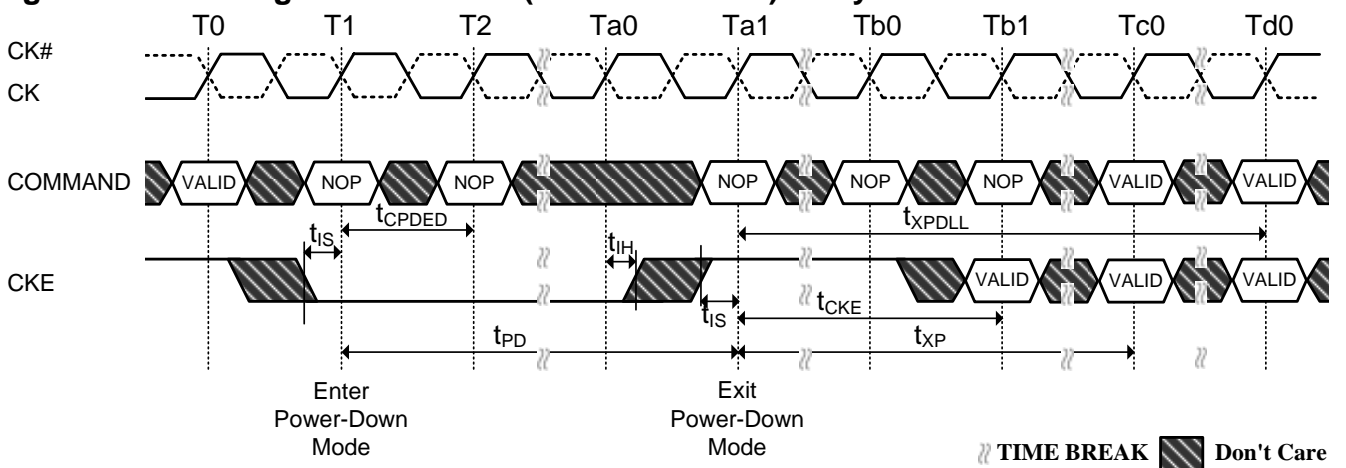 T0 T1 T2 Ta0 Ta1 Tb0 Tb1 Tc0 Td0
CK#
CK
COMMAND VALID NOP NOP NOP NOP NOP VALID VALID
tCPDED
tXPDLL
tIS
tIH
CKE VALID VALID VALID
tIS
tCKE
tPD
tXP
Enter
Power-Down
Mode
Exit
Power-Down
Mode
TIME BREAK Don't Care